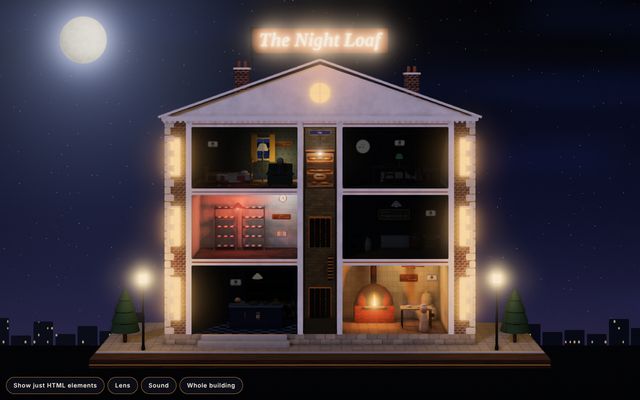 The Night Loaf
Show just HTML elements
Lens
Sound
Whole building